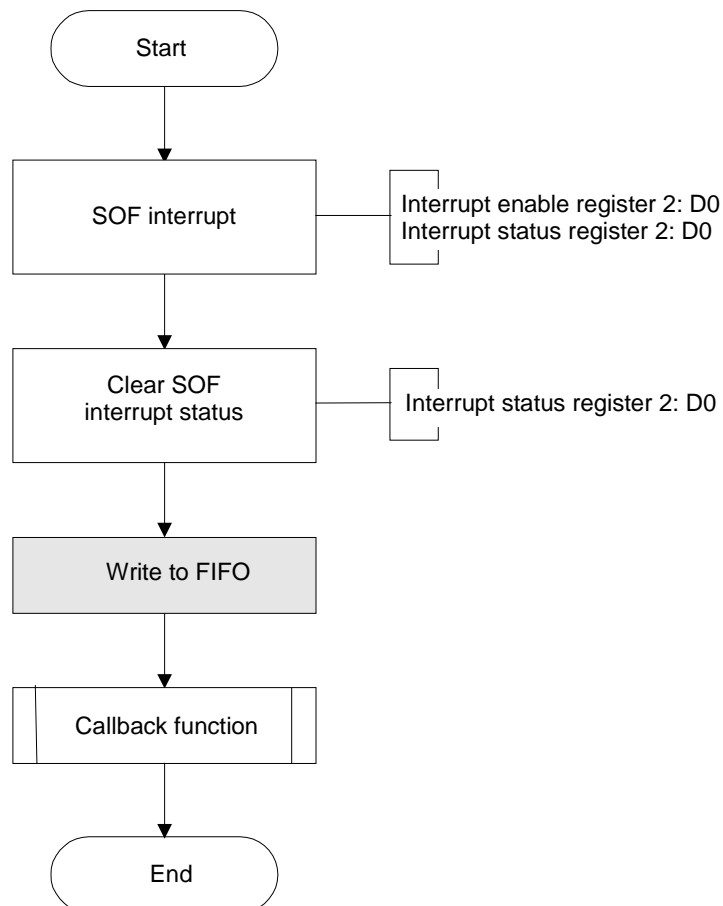 Start
SOF interrupt
Interrupt enable register 2: D0
Interrupt status register 2: D0
Clear SOF
interrupt status
Interrupt status register 2: D0
Write to FIFO
Callback function
End